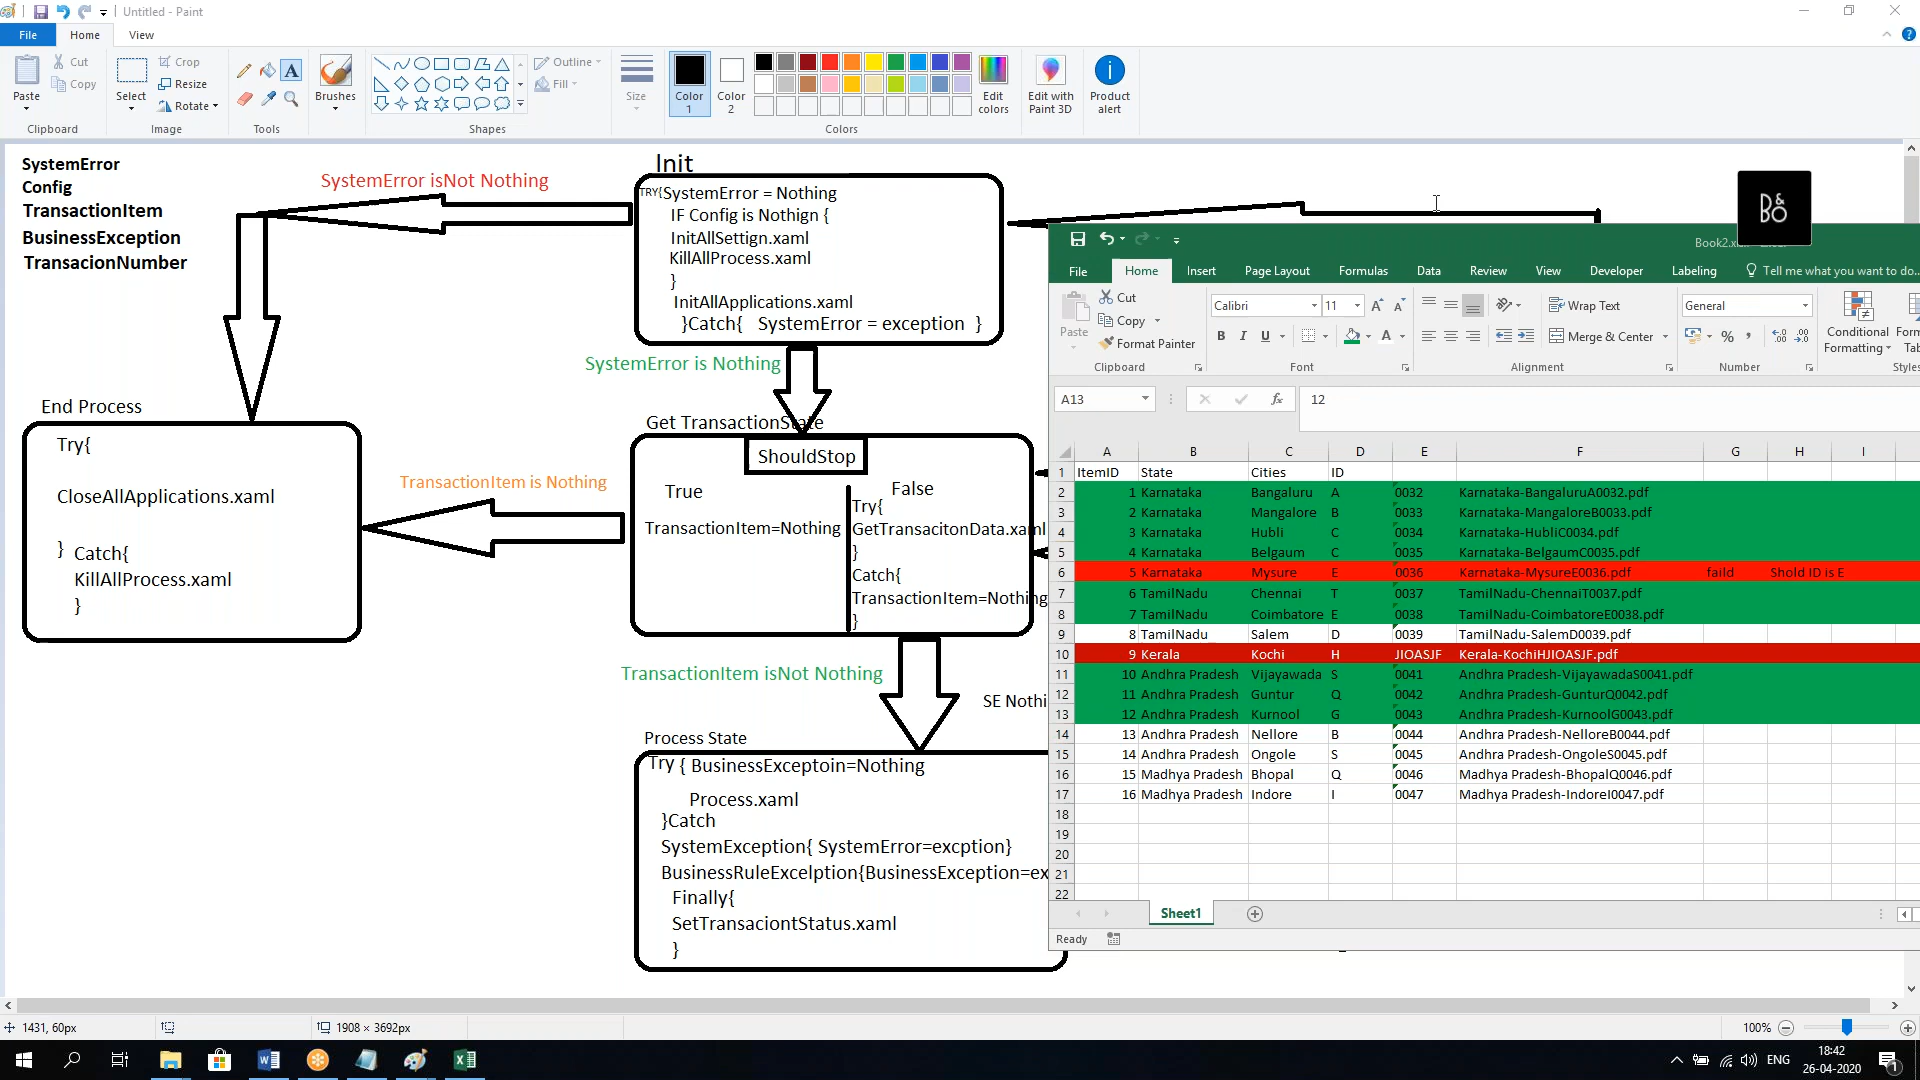 Untitled - Paint
File
Home
View
Paste
Cut
Copy
Clipboard
Select
Crop
Resize
Rotate
Image
A
Tools
Brushes
Shapes
Outline
Fill
Size
Color 1
Color 2
Edit colors
Colors
Edit with Paint 3D
Product alert
SystemError
Config
TransactionItem
BusinessException
TransacionNumber
SystemError isNot Nothing
Init
TRY{SystemError = Nothing
IF Config is Nothign {
InitAllSettign.xaml
KillAllProcess.xaml
}
InitAllApplications.xaml
}Catch{ SystemError = exception }
SystemError is Nothing
End Process
Try{
CloseAllApplications.xaml
} Catch{
KillAllProcess.xaml
}
TransactionItem is Nothing
Get TransactionState
ShouldStop
True
TransactionItem=Nothing
False
Try{
GetTransacitonData.xaml
}
Catch{
TransactionItem=Nothing
}
TransactionItem isNot Nothing
SE Nothi
Process State
Try { BusinessExceptoin=Nothing
Process.xaml
}Catch
SystemException{ SystemError=excption}
BusinessRuleExcelption{BusinessException=ex
Finally{
SetTransaciontStatus.xaml
}
B&O
Book2.x
File Home Insert Page Layout Formulas Data Review View Developer Labeling Tell me what you want to do...
Paste
Cut
Copy
Format Painter
Clipboard
Calibri 11
B I U
Font
Wrap Text
Merge & Center
Alignment
General
% ,
Number
Conditional Formatting
Styles
A13
fx
12
A B C D E F G H I
1 ItemID State Cities ID
2 1 Karnataka Bangaluru A 0032 Karnataka-BangaluruA0032.pdf
3 2 Karnataka Mangalore B 0033 Karnataka-MangaloreB0033.pdf
4 3 Karnataka Hubli C 0034 Karnataka-HubliC0034.pdf
5 4 Karnataka Belgaum C 0035 Karnataka-BelgaumC0035.pdf
6 5 Karnataka Mysure E 0036 Karnataka-MysureE0036.pdf faild Shold ID is E
7 6 TamilNadu Chennai T 0037 TamilNadu-ChennaiT0037.pdf
8 7 TamilNadu Coimbatore E 0038 TamilNadu-CoimbatoreE0038.pdf
9 8 TamilNadu Salem D 0039 TamilNadu-SalemD0039.pdf
10 9 Kerala Kochi H JIOASJF Kerala-KochiHJIOASJF.pdf
11 10 Andhra Pradesh Vijayawada S 0041 Andhra Pradesh-VijayawadaS0041.pdf
12 11 Andhra Pradesh Guntur Q 0042 Andhra Pradesh-GunturQ0042.pdf
13 12 Andhra Pradesh Kurnool G 0043 Andhra Pradesh-KurnoolG0043.pdf
14 13 Andhra Pradesh Nellore B 0044 Andhra Pradesh-NelloreB0044.pdf
15 14 Andhra Pradesh Ongole S 0045 Andhra Pradesh-OngoleS0045.pdf
16 15 Madhya Pradesh Bhopal Q 0046 Madhya Pradesh-BhopalQ0046.pdf
17 16 Madhya Pradesh Indore I 0047 Madhya Pradesh-IndoreI0047.pdf
18
19
20
21
22
Sheet1
Ready
1431, 60px
1908 × 3692px
100%
ENG
18:42
26-04-2020
1